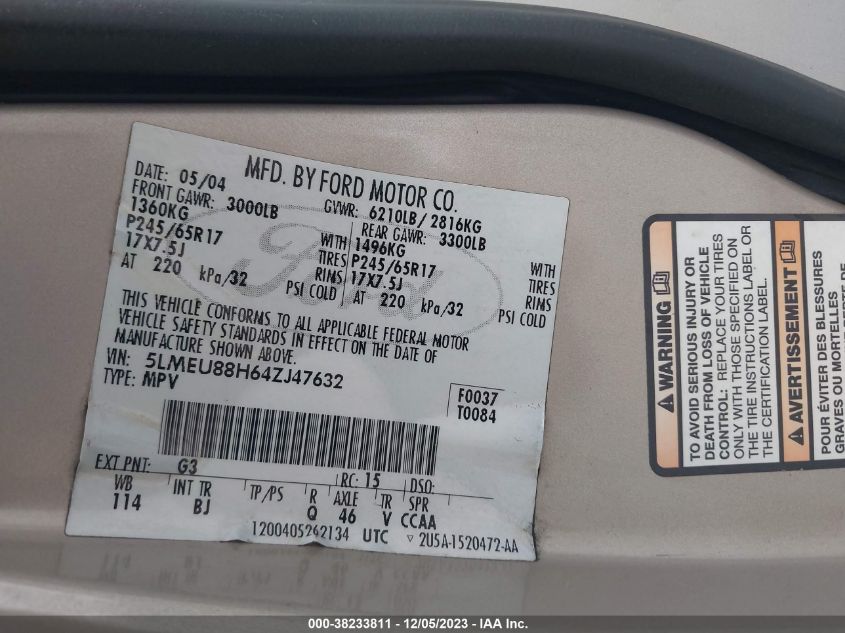 MFD. BY FORD MOTOR CO.
DATE: 05/04 GVWR: 6210LB/ 2816KG
FRONT GAWR: 3000LB REAR GAWR: 3300LB
1360KG WITH 1496KG WITH
P245/65R17 TIRES P245/65R17 TIRES
17X7.5J RIMS 17X7.5J RIMS
AT 220 kPa/32 PSI COLD AT 220 kPa/32 PSI COLD
Ford
THIS VEHICLE CONFORMS TO ALL APPLICABLE FEDERAL MOTOR
VEHICLE SAFETY STANDARDS IN EFFECT ON THE DATE OF
MANUFACTURE SHOWN ABOVE.
VIN: 5LMEU88H64ZJ47632
TYPE: MPV
F0037
T0084
EXT PNT: G3 RC: 15 DSO:
WB INT TR TP/PS R AXLE TR SPR
114 BJ Q 46 V CCAA
1200405262134 UTC ▽ 2U5A-1520472-AA
WARNING
TO AVOID SERIOUS INJURY OR
DEATH FROM LOSS OF VEHICLE
CONTROL: REPLACE YOUR TIRES
ONLY WITH THOSE SPECIFIED ON
THE TIRE INSTRUCTIONS LABEL OR
THE CERTIFICATION LABEL.
AVERTISSEMENT
POUR ÉVITER DES BLESSURES
GRAVES OU MORTELLES
000-38233811 - 12/05/2023 - IAA Inc.